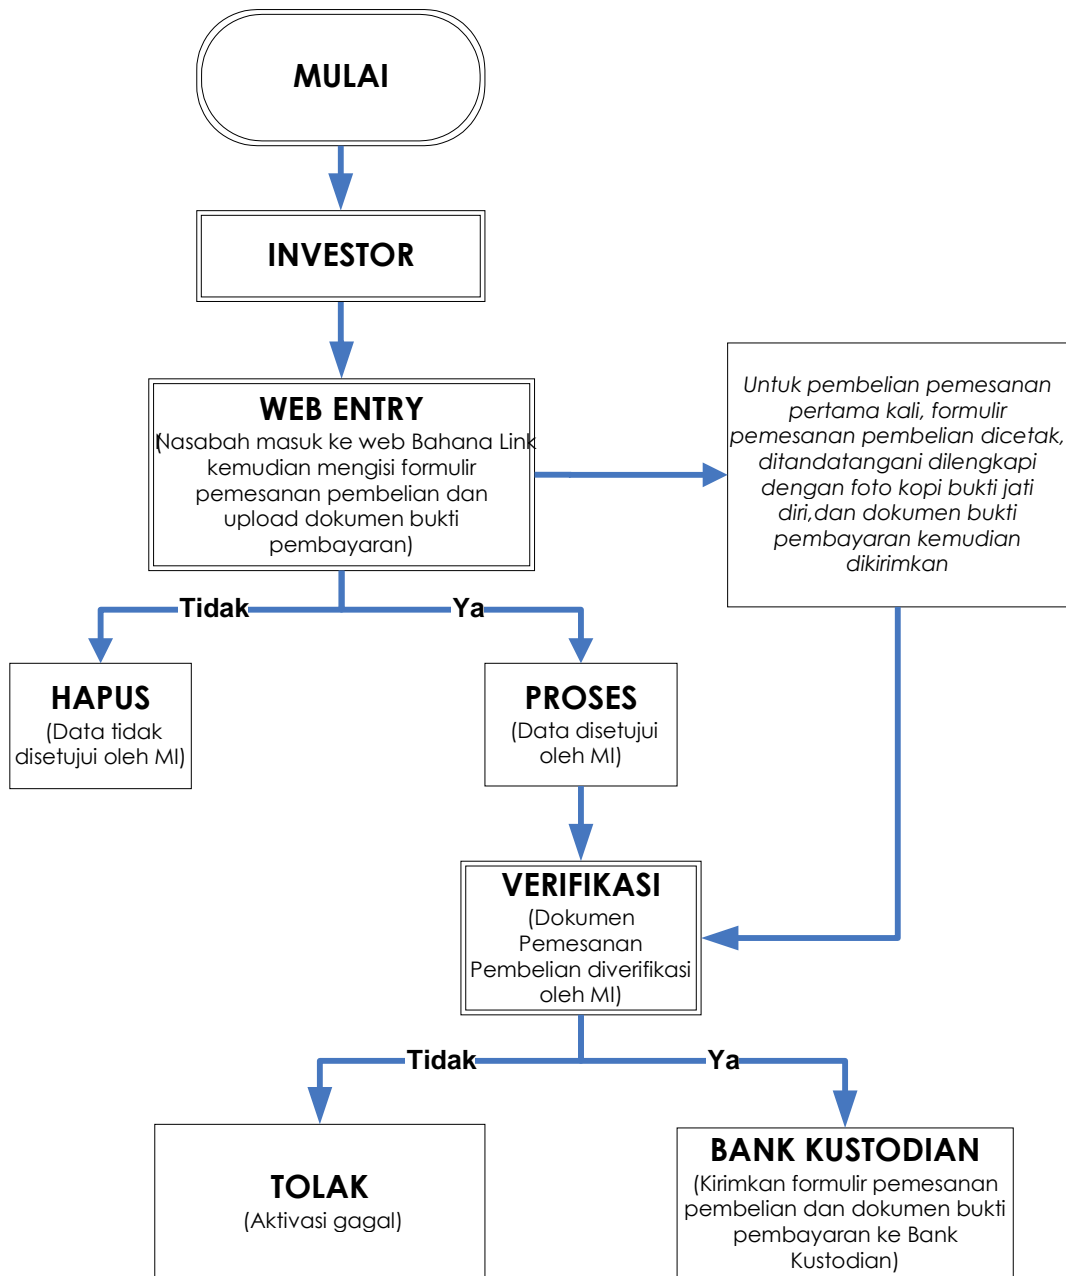 MULAI
INVESTOR
WEB ENTRY
(Nasabah masuk ke web Bahana Link
kemudian mengisi formulir
pemesanan pembelian dan
upload dokumen bukti
pembayaran)
Untuk pembelian pemesanan
pertama kali, formulir
pemesanan pembelian dicetak,
ditandatangani dilengkapi
dengan foto kopi bukti jati
diri,dan dokumen bukti
pembayaran kemudian
dikirimkan
Tidak
Ya
HAPUS
(Data tidak
disetujui oleh MI)
PROSES
(Data disetujui
oleh MI)
VERIFIKASI
(Dokumen
Pemesanan
Pembelian diverifikasi
oleh MI)
Tidak
Ya
TOLAK
(Aktivasi gagal)
BANK KUSTODIAN
(Kirimkan formulir pemesanan
pembelian dan dokumen bukti
pembayaran ke Bank
Kustodian)